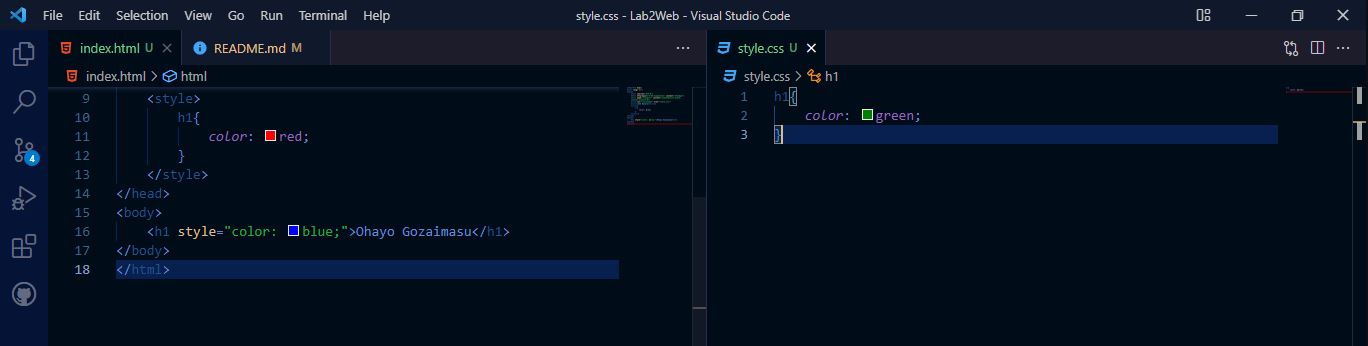 File Edit Selection View Go Run Terminal Help
style.css - Lab2Web - Visual Studio Code
index.html U
README.md M
style.css U
index.html > html
style.css > h1
9 <style>
10 h1{
11 color: red;
12 }
13 </style>
14 </head>
15 <body>
16 <h1 style="color: blue;">Ohayo Gozaimasu</h1>
17 </body>
18 </html>
1 h1{
2 color: green;
3 }
4